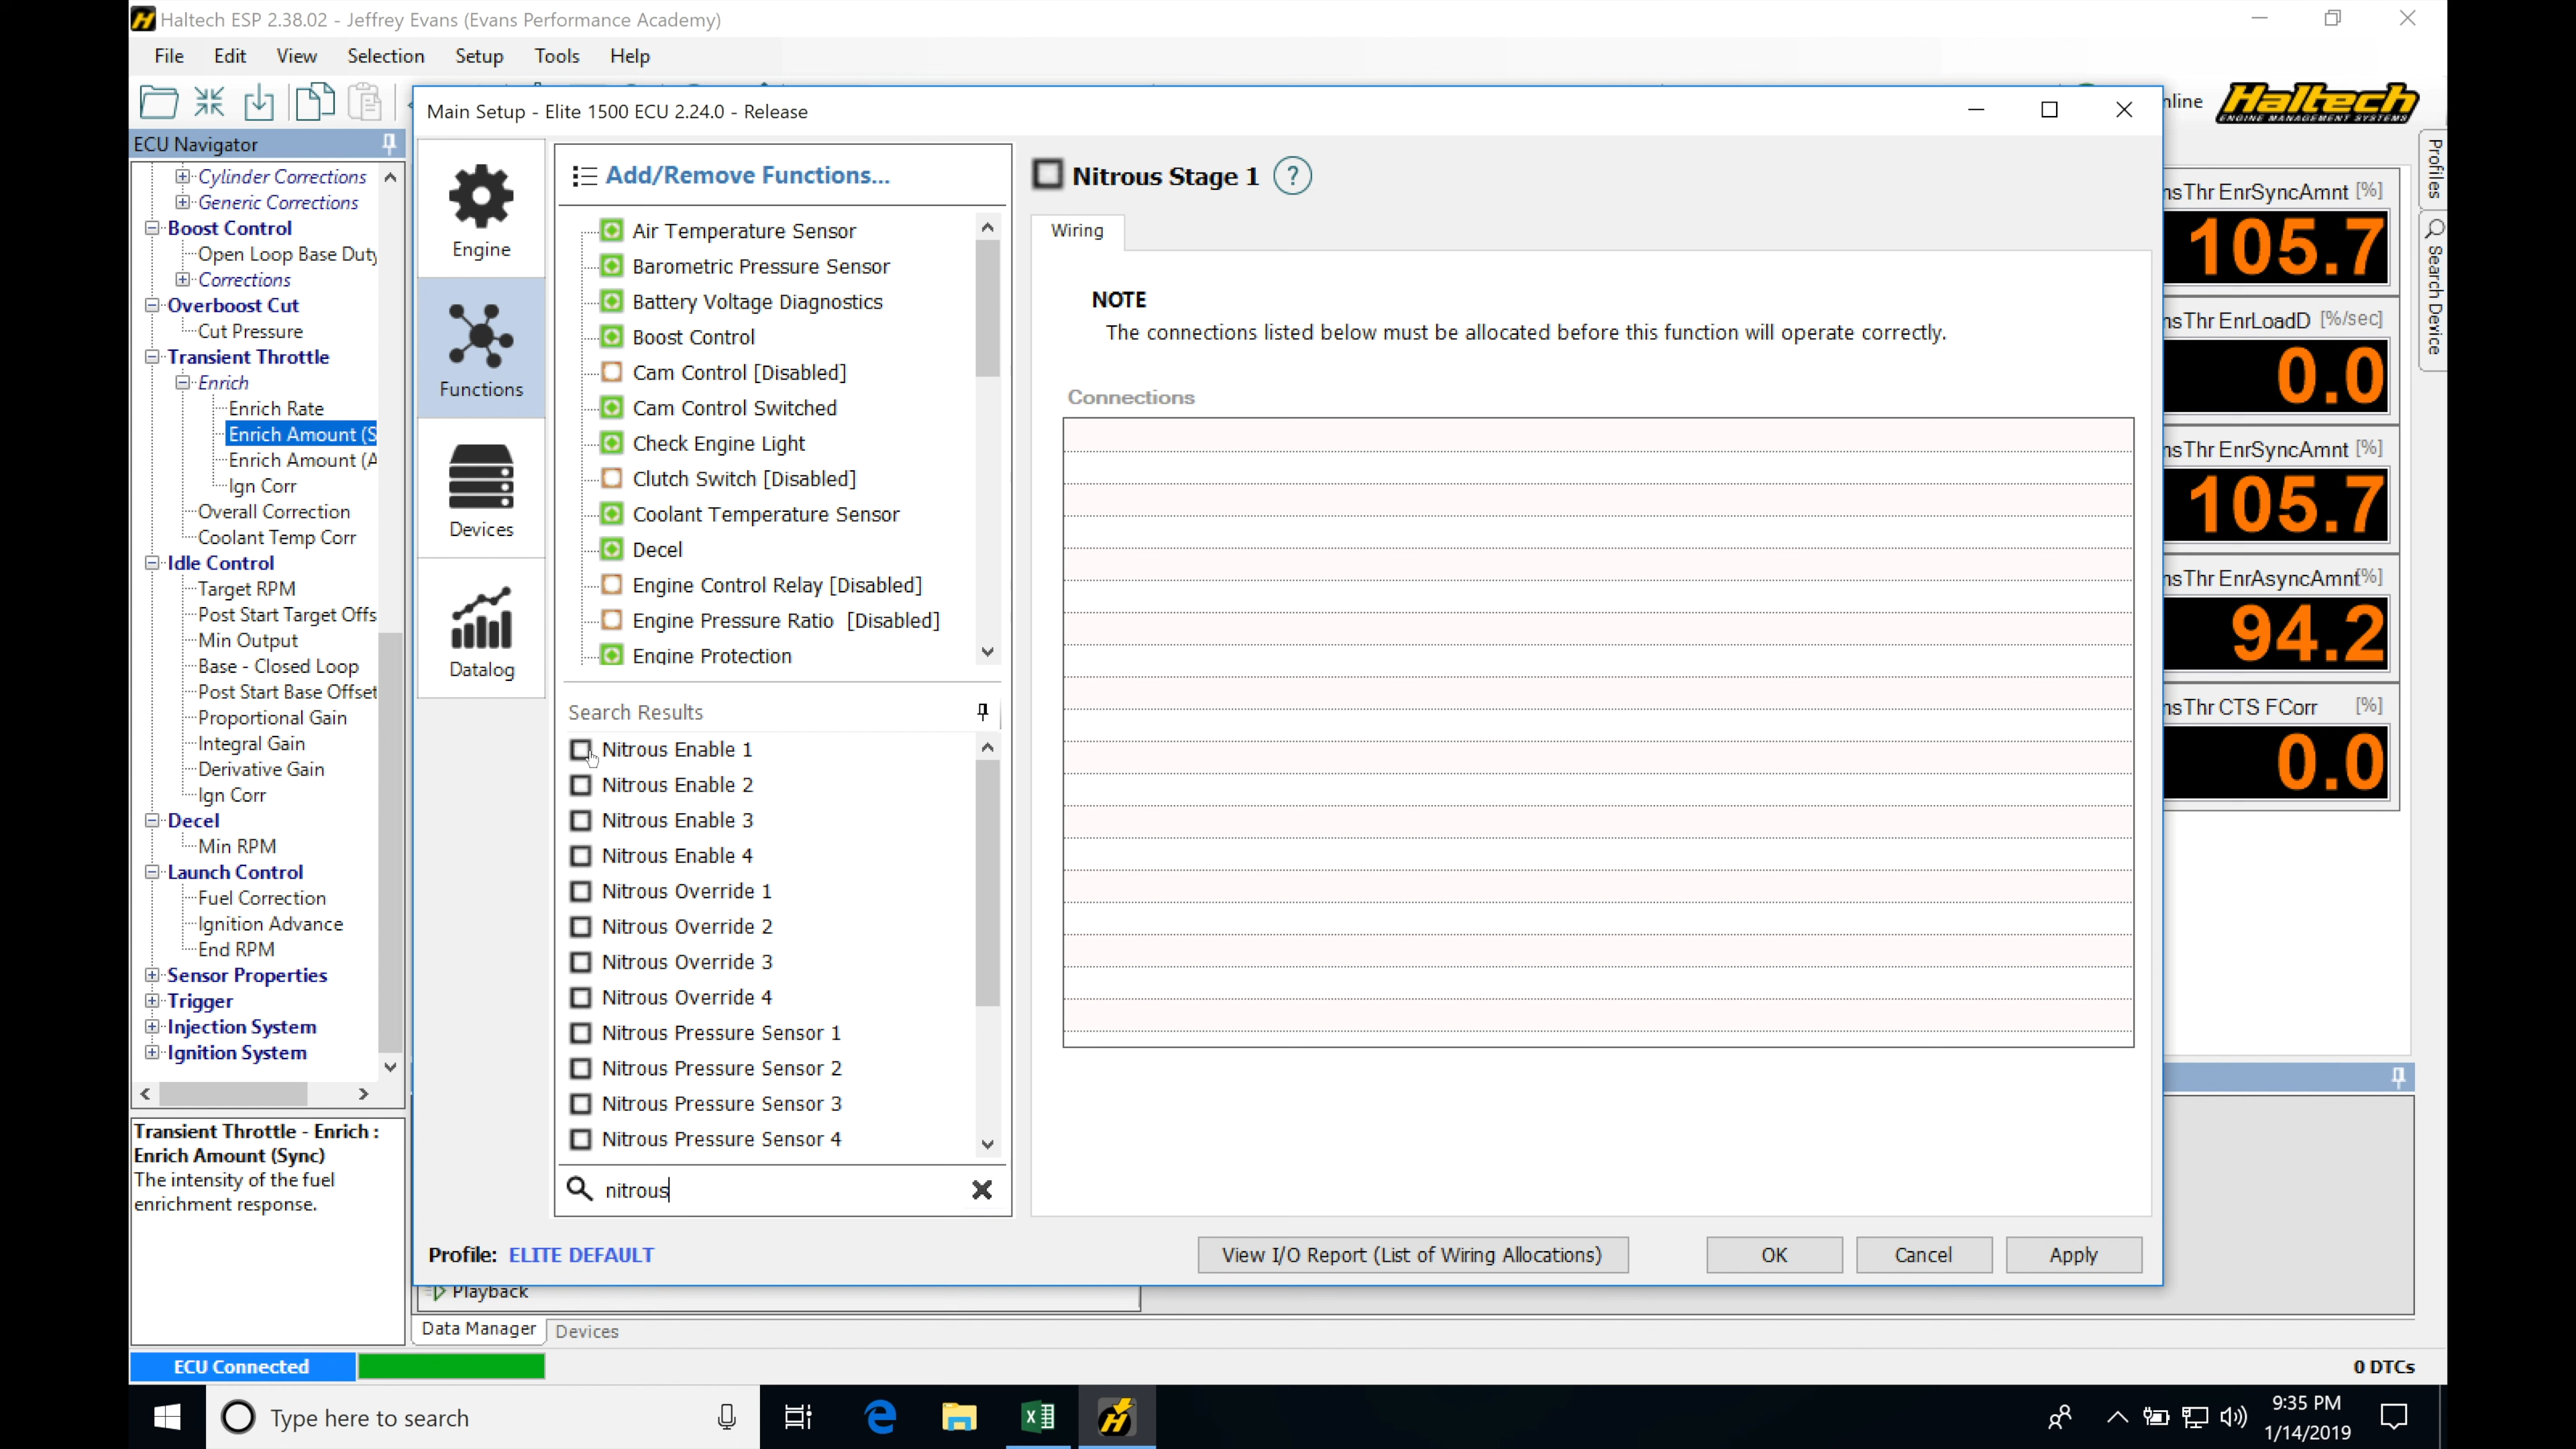 Haltech ESP 2.38.02 - Jeffrey Evans (Evans Performance Academy)
File Edit View Selection Setup Tools Help
Main Setup - Elite 1500 ECU 2.24.0 - Release
nline
Haltech
ENGINE MANAGEMENT SYSTEMS
ECU Navigator
Cylinder Corrections
Generic Corrections
Boost Control
Open Loop Base Duty
Corrections
Overboost Cut
Cut Pressure
Transient Throttle
Enrich
Enrich Rate
Enrich Amount (S
Enrich Amount (A
Ign Corr
Overall Correction
Coolant Temp Corr
Idle Control
Target RPM
Post Start Target Offs
Min Output
Base - Closed Loop
Post Start Base Offset
Proportional Gain
Integral Gain
Derivative Gain
Ign Corr
Decel
Min RPM
Launch Control
Fuel Correction
Ignition Advance
End RPM
Sensor Properties
Trigger
Injection System
Ignition System
Transient Throttle - Enrich :
Enrich Amount (Sync)
The intensity of the fuel
enrichment response.
Engine
Functions
Devices
Datalog
Add/Remove Functions...
Air Temperature Sensor
Barometric Pressure Sensor
Battery Voltage Diagnostics
Boost Control
Cam Control [Disabled]
Cam Control Switched
Check Engine Light
Clutch Switch [Disabled]
Coolant Temperature Sensor
Decel
Engine Control Relay [Disabled]
Engine Pressure Ratio [Disabled]
Engine Protection
Search Results
Nitrous Enable 1
Nitrous Enable 2
Nitrous Enable 3
Nitrous Enable 4
Nitrous Override 1
Nitrous Override 2
Nitrous Override 3
Nitrous Override 4
Nitrous Pressure Sensor 1
Nitrous Pressure Sensor 2
Nitrous Pressure Sensor 3
Nitrous Pressure Sensor 4
nitrous
Nitrous Stage 1 ?
Wiring
NOTE
The connections listed below must be allocated before this function will operate correctly.
Connections
Profile: ELITE DEFAULT
View I/O Report (List of Wiring Allocations)
OK
Cancel
Apply
nsThr EnrSyncAmnt [%]
105.7
nsThr EnrLoadD [%/sec]
0.0
nsThr EnrSyncAmnt [%]
105.7
nsThr EnrAsyncAmnt [%]
94.2
nsThr CTS FCorr [%]
0.0
Profiles
Search Device
Playback
Data Manager Devices
ECU Connected
0 DTCs
Type here to search
9:35 PM
1/14/2019